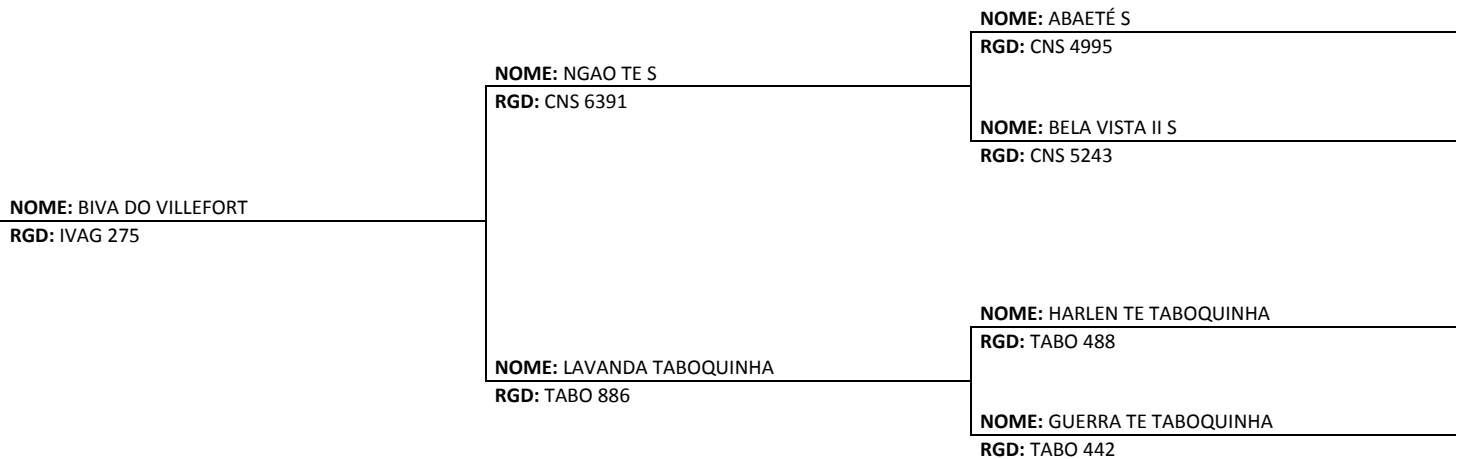 NOME: ABAETÉ S
RGD: CNS 4995
NOME: NGAO TE S
RGD: CNS 6391
NOME: BELA VISTA II S
RGD: CNS 5243
NOME: BIVA DO VILLEFORT
RGD: IVAG 275
NOME: HARLEN TE TABOQUINHA
RGD: TABO 488
NOME: LAVANDA TABOQUINHA
RGD: TABO 886
NOME: GUERRA TE TABOQUINHA
RGD: TABO 442